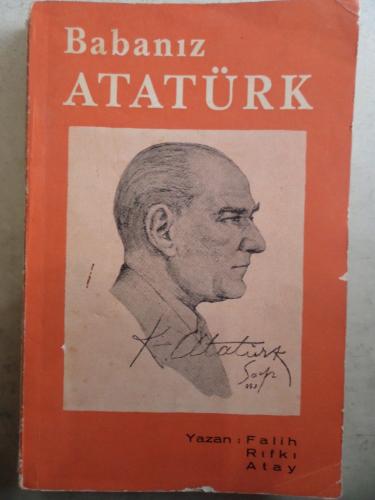 Babanız
ATATÜRK
K. Atatürk
Yazan : Falih
Rıfkı
Atay